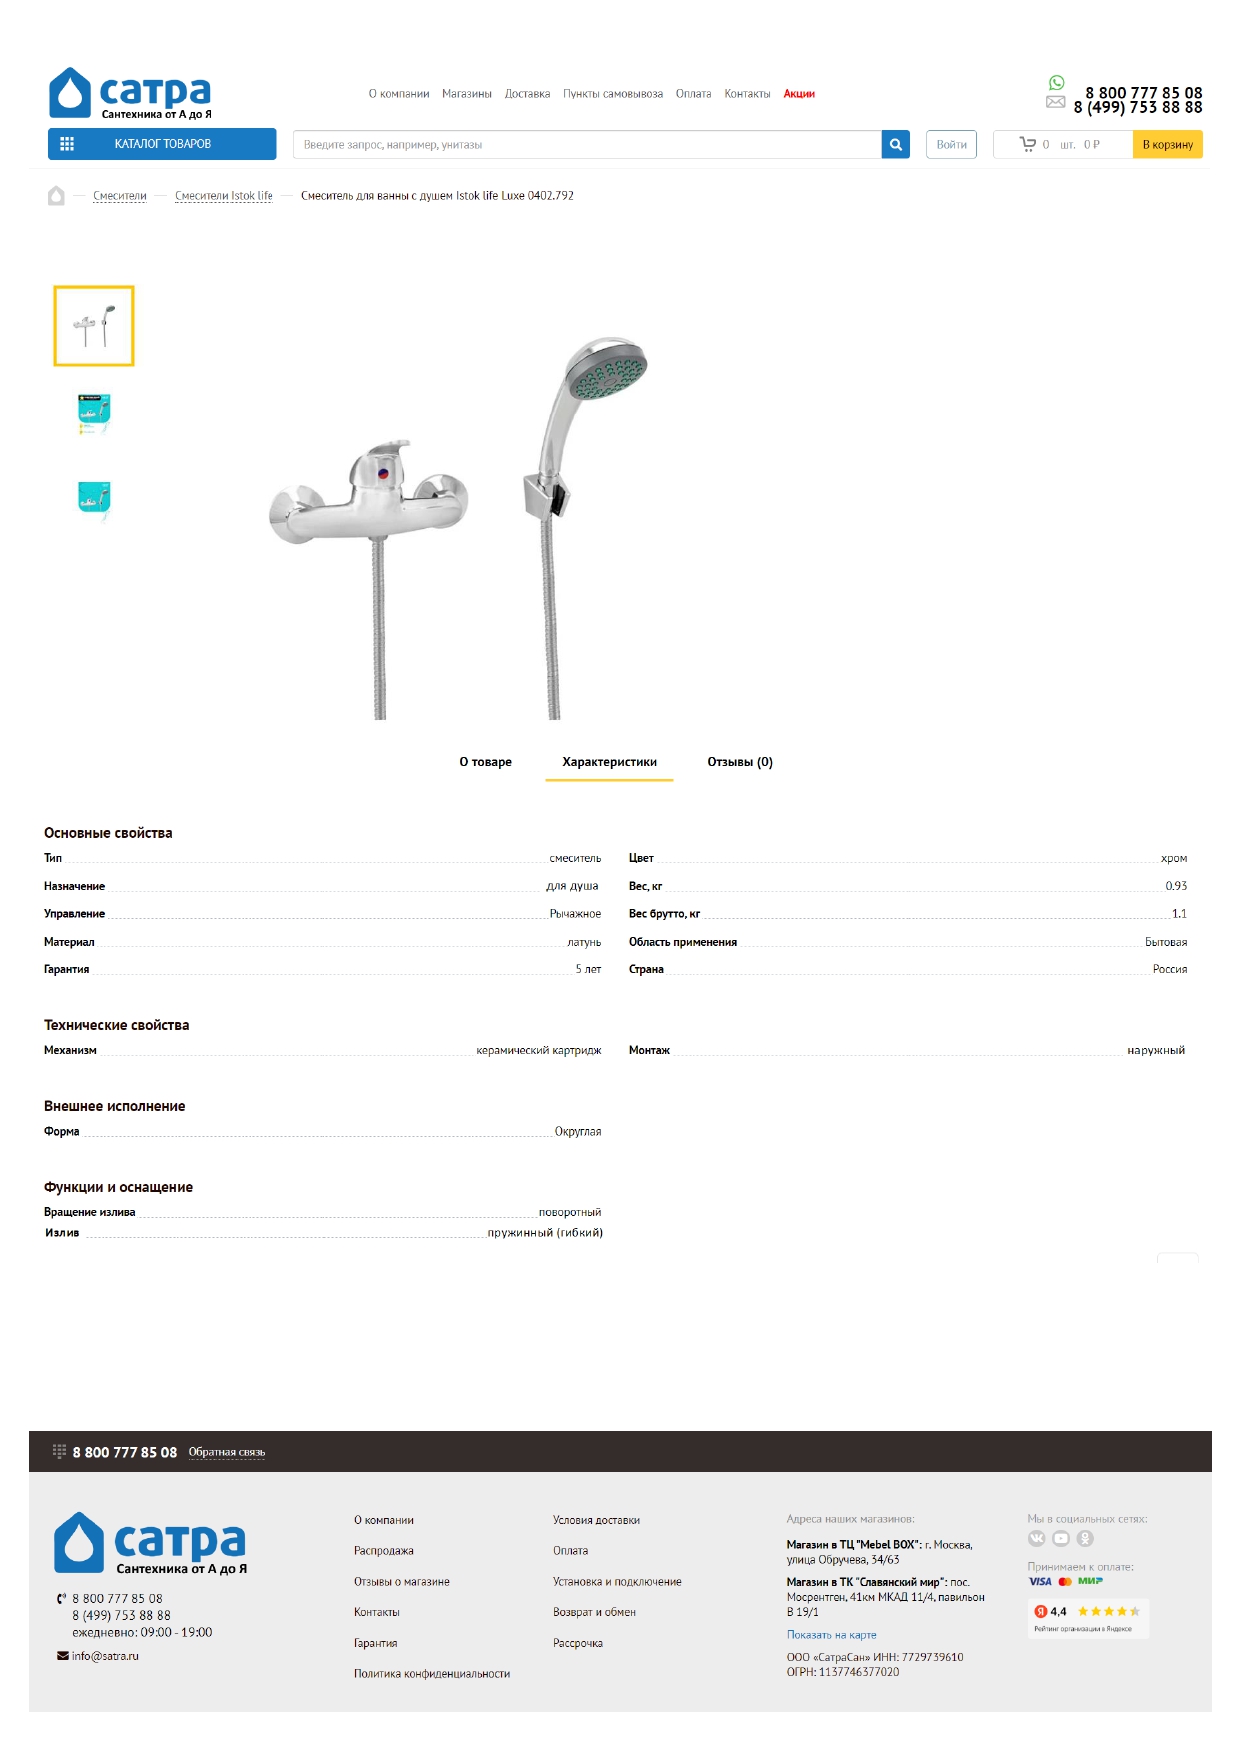 сатра
Сантехника от А до Я
О компании Магазины Доставка Пункты самовывоза Оплата Контакты Акции
8 800 777 85 08
8 (499) 753 88 88
КАТАЛОГ ТОВАРОВ
Введите запрос, например, унитазы
Войти
0 шт. 0 ₽
В корзину
Смесители — Смесители Istok life — Смеситель для ванны с душем Istok life Luxe 0402.792
О товаре Характеристики Отзывы (0)
Основные свойства
Тип смеситель
Цвет хром
Назначение для душа
Вес, кг 0.93
Управление Рычажное
Вес брутто, кг 1.1
Материал латунь
Область применения Бытовая
Гарантия 5 лет
Страна Россия
Технические свойства
Механизм керамический картридж
Монтаж наружный
Внешнее исполнение
Форма Округлая
Функции и оснащение
Вращение излива поворотный
Излив пружинный (гибкий)
8 800 777 85 08 Обратная связь
сатра
Сантехника от А до Я
8 800 777 85 08
8 (499) 753 88 88
ежедневно: 09:00 - 19:00
info@satra.ru
О компании
Распродажа
Отзывы о магазине
Контакты
Гарантия
Политика конфиденциальности
Условия доставки
Оплата
Установка и подключение
Возврат и обмен
Рассрочка
Адреса наших магазинов:
Магазин в ТЦ "Mebel BOX": г. Москва,
улица Обручева, 34/63
Магазин в ТК "Славянский мир": пос.
Мосрентген, 41км МКАД 11/4, павильон
В 19/1
Показать на карте
ООО «СатраСан» ИНН: 7729739610
ОГРН: 1137746377020
Мы в социальных сетях:
Принимаем к оплате:
VISA МИР
Я 4,4
Рейтинг организации в Яндексе